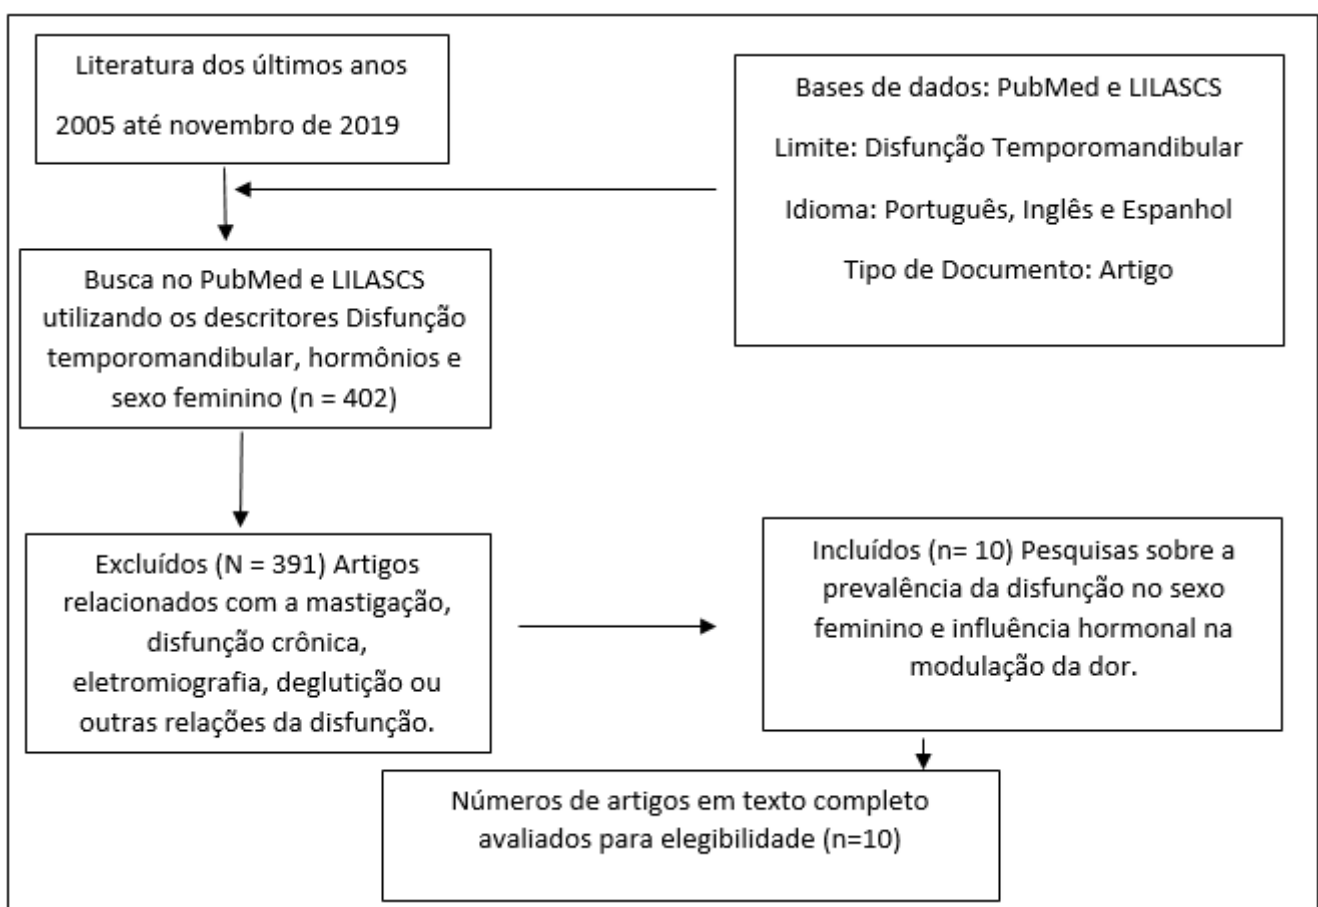 Literatura dos últimos anos
2005 até novembro de 2019
Bases de dados: PubMed e LILASCS
Limite: Disfunção Temporomandibular
Idioma: Português, Inglês e Espanhol
Tipo de Documento: Artigo
Busca no PubMed e LILASCS
utilizando os descritores Disfunção
temporomandibular, hormônios e
sexo feminino (n = 402)
Excluídos (N = 391) Artigos
relacionados com a mastigação,
disfunção crônica,
eletromiografia, deglutição ou
outras relações da disfunção.
Incluídos (n= 10) Pesquisas sobre a
prevalência da disfunção no sexo
feminino e influência hormonal na
modulação da dor.
Números de artigos em texto completo
avaliados para elegibilidade (n=10)